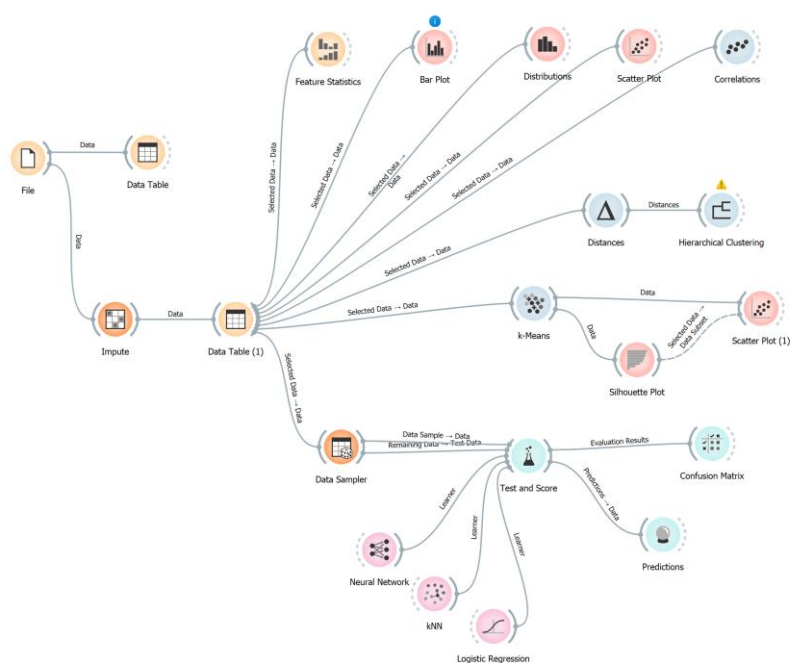 Feature Statistics
Bar Plot
Distributions
Scatter Plot
Correlations
File
Data
Data Table
Data
Selected Data → Data
Selected Data → Data
Selected Data →
Data
Selected Data → Data
Selected Data → Data
Selected Data → Data
Distances
Distances
Hierarchical Clustering
Impute
Data
Data Table (1)
Selected Data → Data
k-Means
Data
Data
Silhouette Plot
Selected Data →
Data Subset
Scatter Plot (1)
Selected Data → Data
Data Sampler
Data Sample → Data
Remaining Data → Test Data
Test and Score
Evaluation Results
Confusion Matrix
Predictions → Data
Predictions
Learner
Learner
Learner
Neural Network
kNN
Logistic Regression